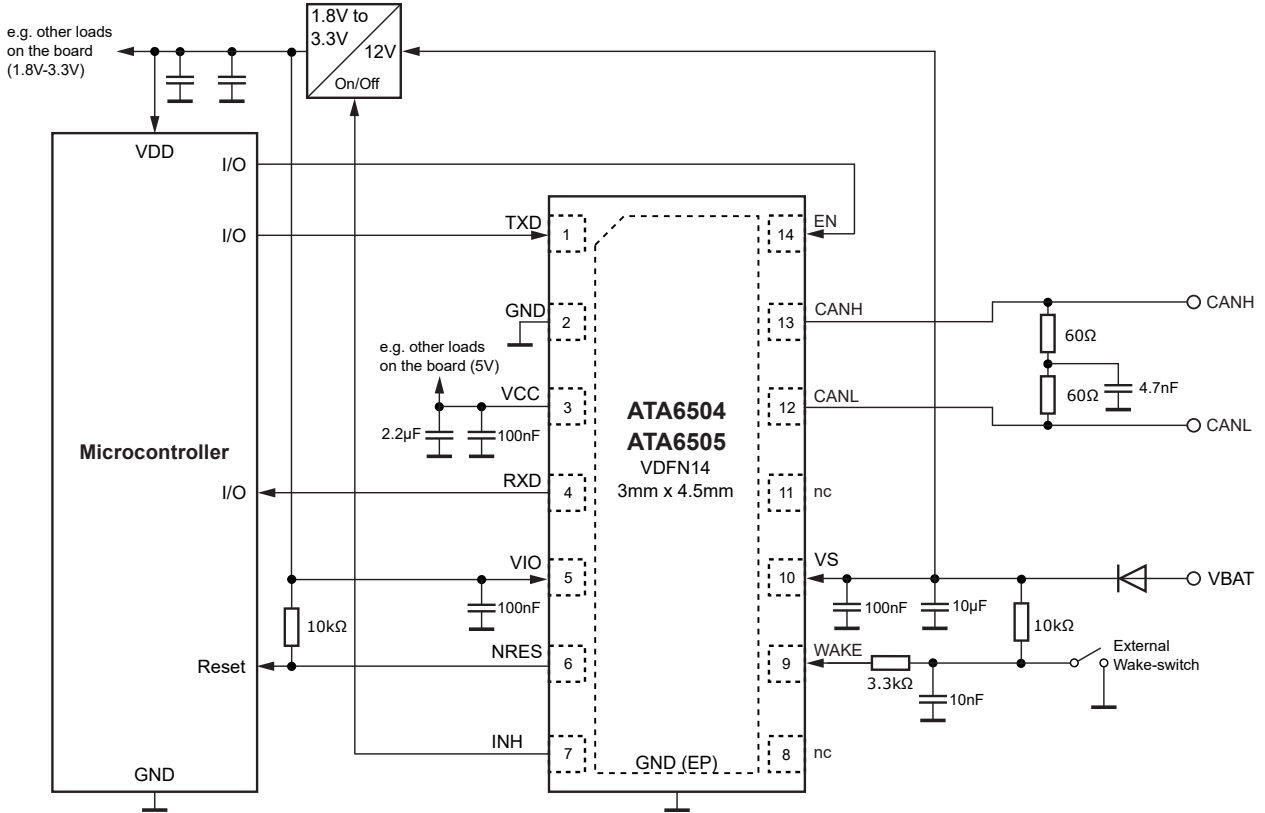 e.g. other loads
on the board
(1.8V-3.3V)
1.8V to
3.3V
12V
On/Off
VDD
I/O
I/O
I/O
Reset
GND
Microcontroller
TXD
1
GND
2
e.g. other loads
on the board (5V)
VCC
3
2.2µF
100nF
RXD
4
VIO
5
100nF
10kΩ
NRES
6
INH
7
ATA6504
ATA6505
VDFN14
3mm x 4.5mm
GND (EP)
14
EN
13
CANH
12
CANL
11
nc
10
VS
9
WAKE
8
nc
CANH
60Ω
60Ω
4.7nF
CANL
VBAT
100nF
10µF
10kΩ
3.3kΩ
10nF
External
Wake-switch